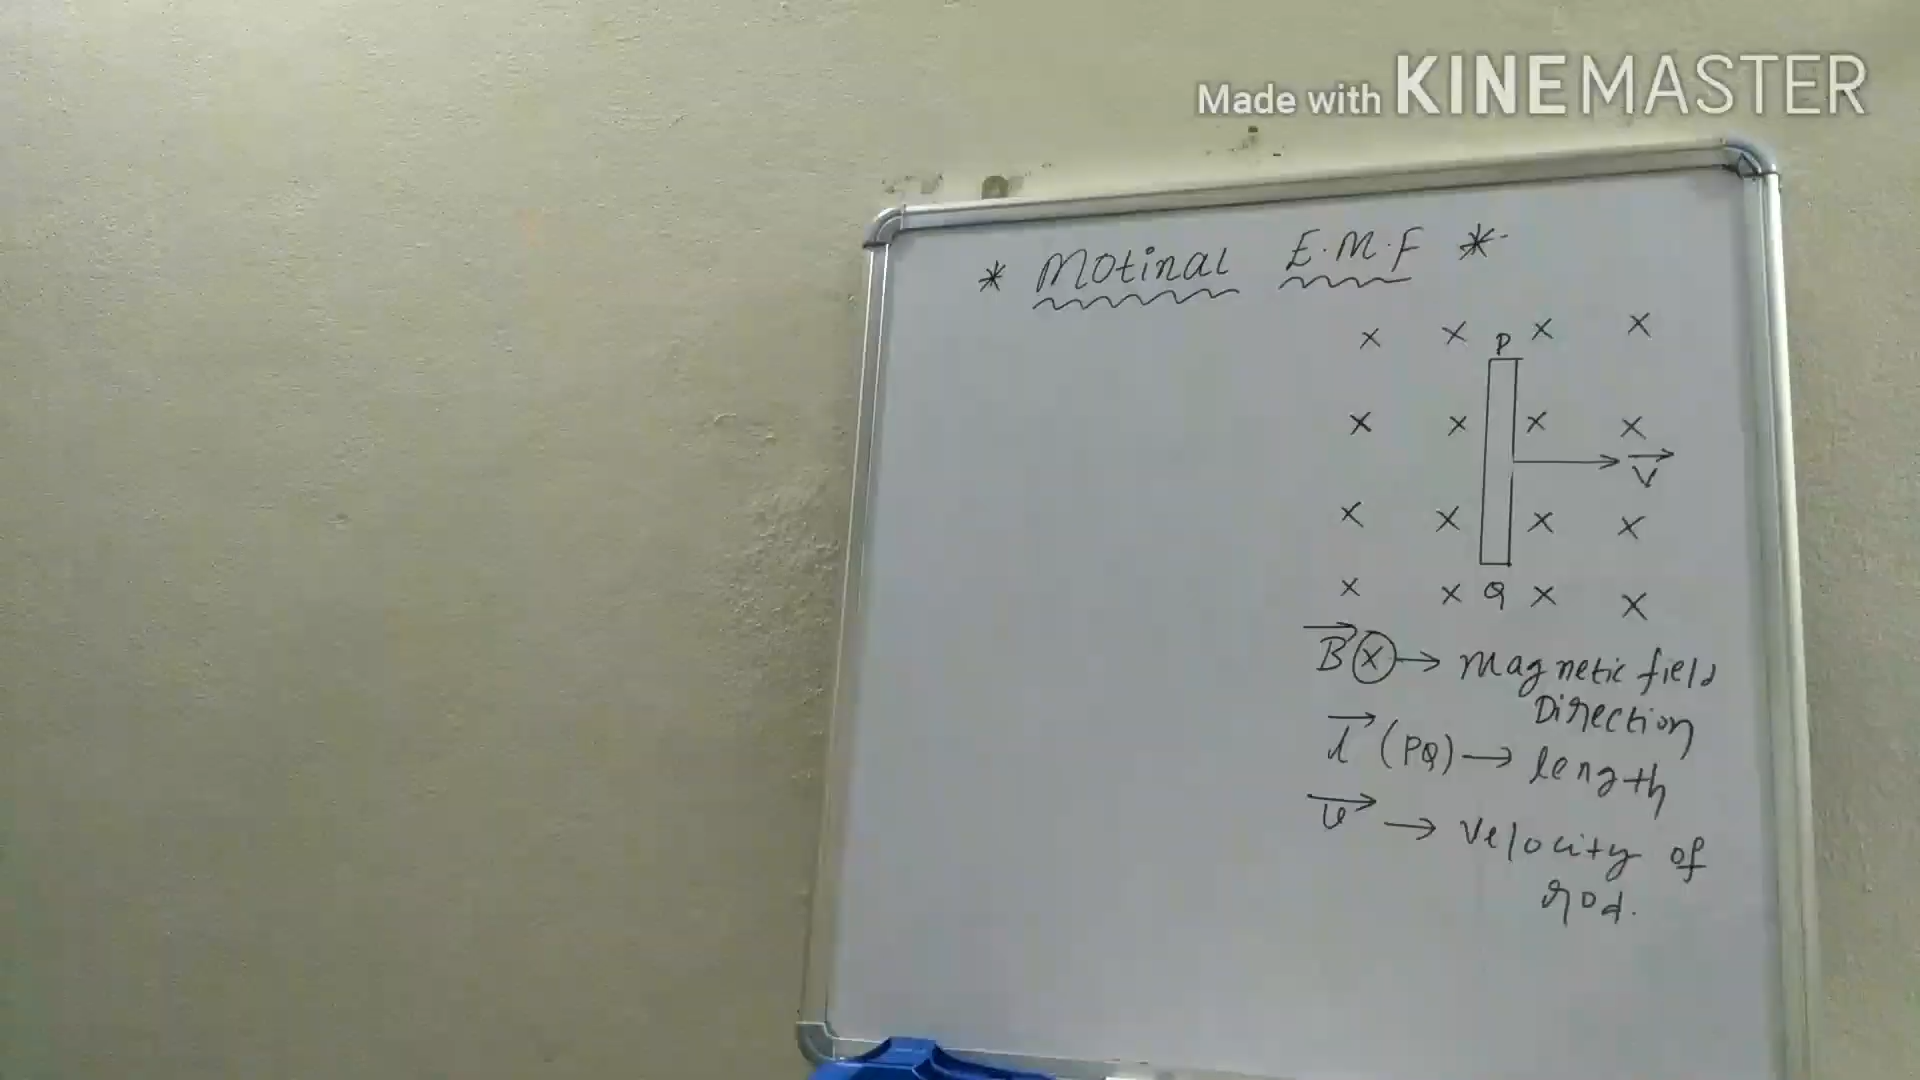 Made with KINEMASTER
* Motinal E.M.F *
x x P x x
x x x x
V
x x x x
x x Q x x
B ⊗ → Magnetic field
Direction
l (PQ) → length
v → velocity of
rod.